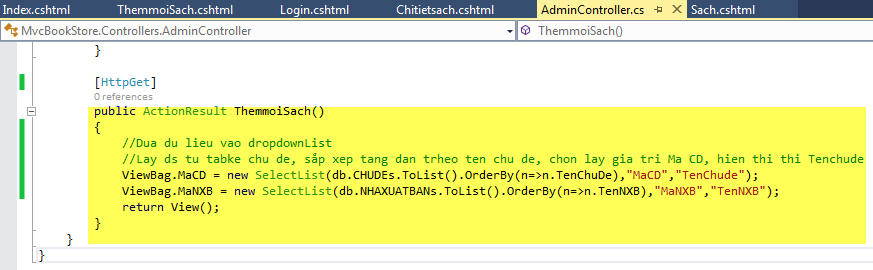 Index.cshtml ThemmoiSach.cshtml Login.cshtml Chitietsach.cshtml AdminController.cs Sach.cshtml
MvcBookStore.Controllers.AdminController ThemmoiSach()
}
[HttpGet]
0 references
public ActionResult ThemmoiSach()
{
//Dua du lieu vao dropdownList
//Lay ds tu tabke chu de, sắp xep tang dan trheo ten chu de, chon lay gia tri Ma CD, hien thi thi Tenchude
ViewBag.MaCD = new SelectList(db.CHUDEs.ToList().OrderBy(n=>n.TenChuDe),"MaCD","TenChude");
ViewBag.MaNXB = new SelectList(db.NHAXUATBANs.ToList().OrderBy(n=>n.TenNXB),"MaNXB","TenNXB");
return View();
}
}
}